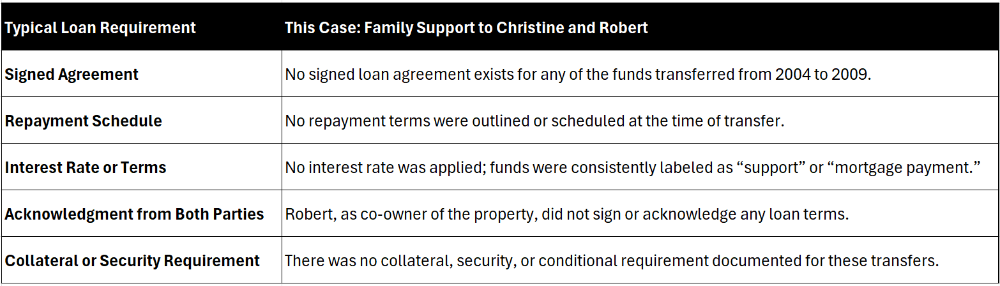 Typical Loan Requirement This Case: Family Support to Christine and Robert
Signed Agreement No signed loan agreement exists for any of the funds transferred from 2004 to 2009.
Repayment Schedule No repayment terms were outlined or scheduled at the time of transfer.
Interest Rate or Terms No interest rate was applied; funds were consistently labeled as “support” or “mortgage payment.”
Acknowledgment from Both Parties Robert, as co-owner of the property, did not sign or acknowledge any loan terms.
Collateral or Security Requirement There was no collateral, security, or conditional requirement documented for these transfers.